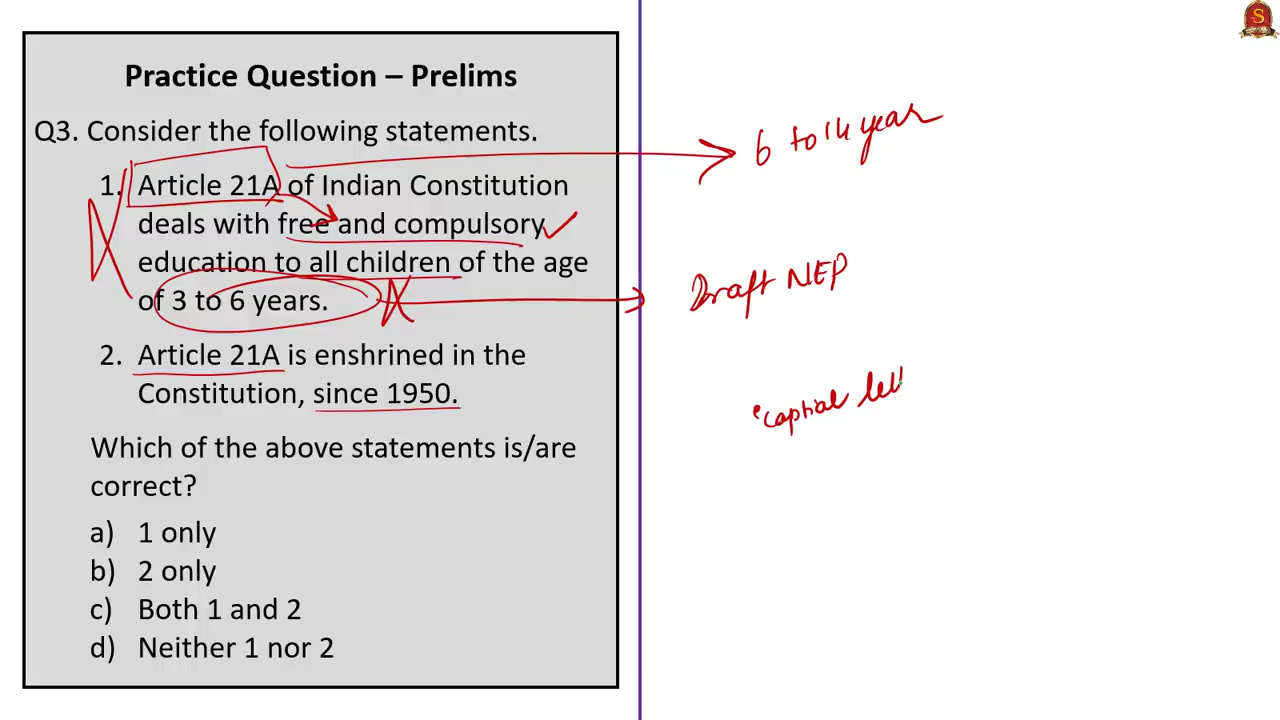 Practice Question – Prelims
Q3. Consider the following statements.
1. Article 21A of Indian Constitution
deals with free and compulsory
education to all children of the age
of 3 to 6 years.
2. Article 21A is enshrined in the
Constitution, since 1950.
Which of the above statements is/are
correct?
a) 1 only
b) 2 only
c) Both 1 and 2
d) Neither 1 nor 2
6 to 14 year
Draft NEP
S